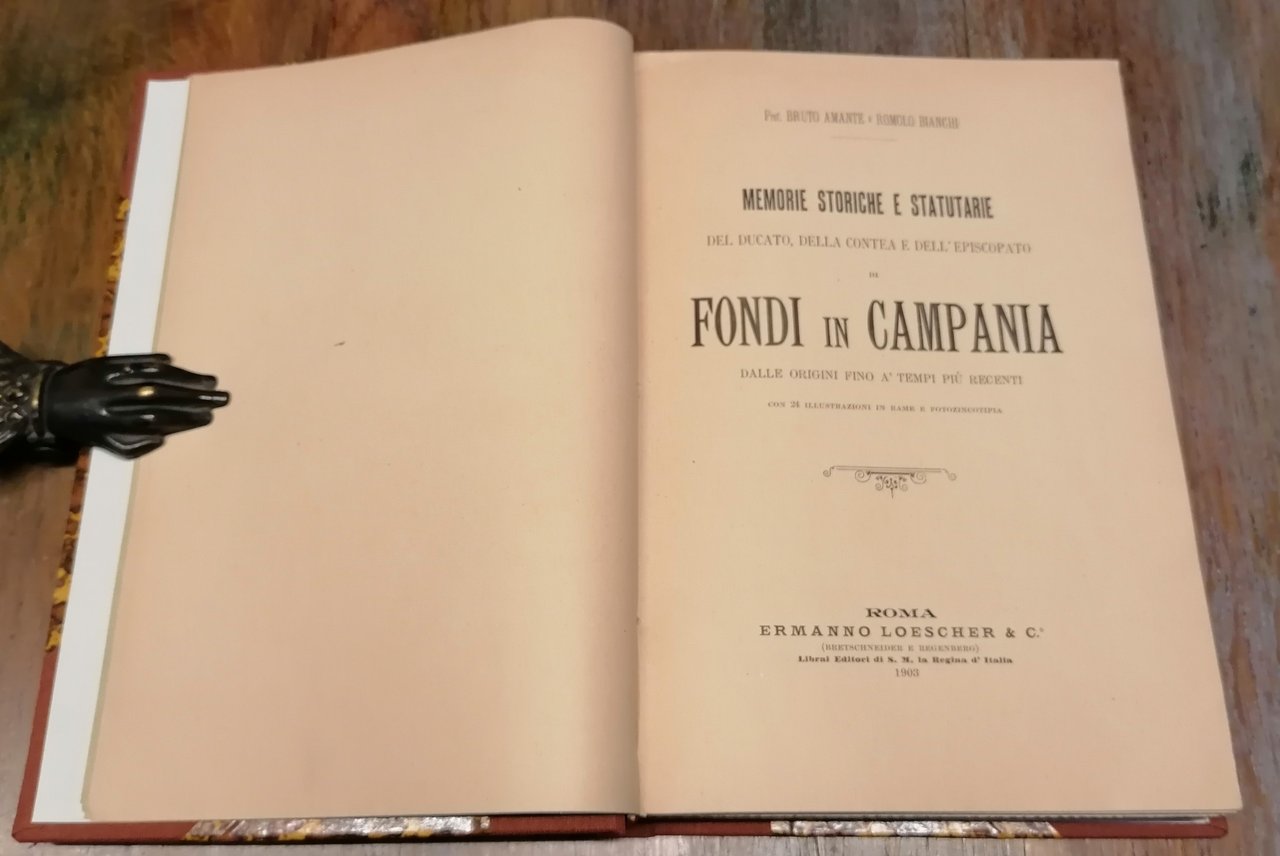 Prof. BRUTO AMANTE e ROMOLO BIANCHI
MEMORIE STORICHE E STATUTARIE
DEL DUCATO, DELLA CONTEA E DELL' EPISCOPATO
DI
FONDI IN CAMPANIA
DALLE ORIGINI FINO A' TEMPI PIÙ RECENTI
CON 24 ILLUSTRAZIONI IN RAME E FOTOZINCOTIPIA
ROMA
ERMANNO LOESCHER & C.º
(BRETSCHNEIDER E REGENBERG)
Librai Editori di S. M. la Regina d' Italia
1903